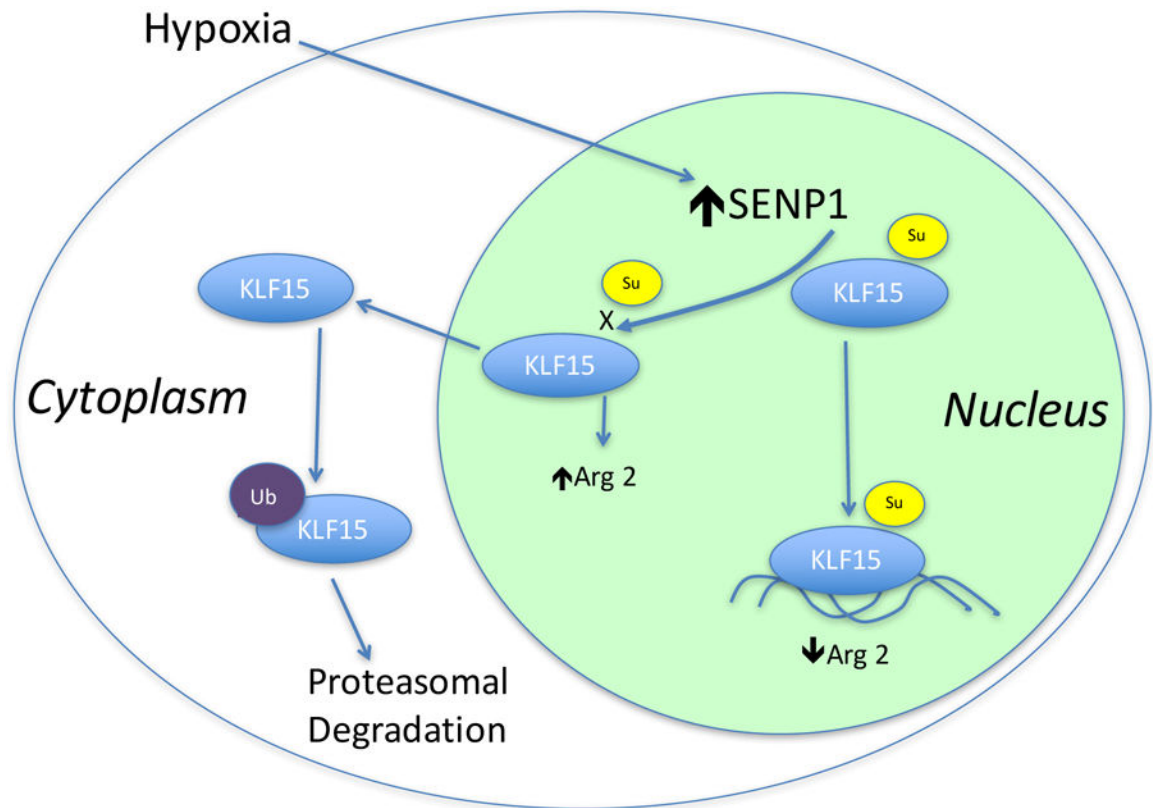 Hypoxia
↑SENP1
Su
KLF15
Su
X
KLF15
KLF15
Cytoplasm
Nucleus
↑Arg 2
Ub
KLF15
Su
KLF15
↓Arg 2
Proteasomal
Degradation